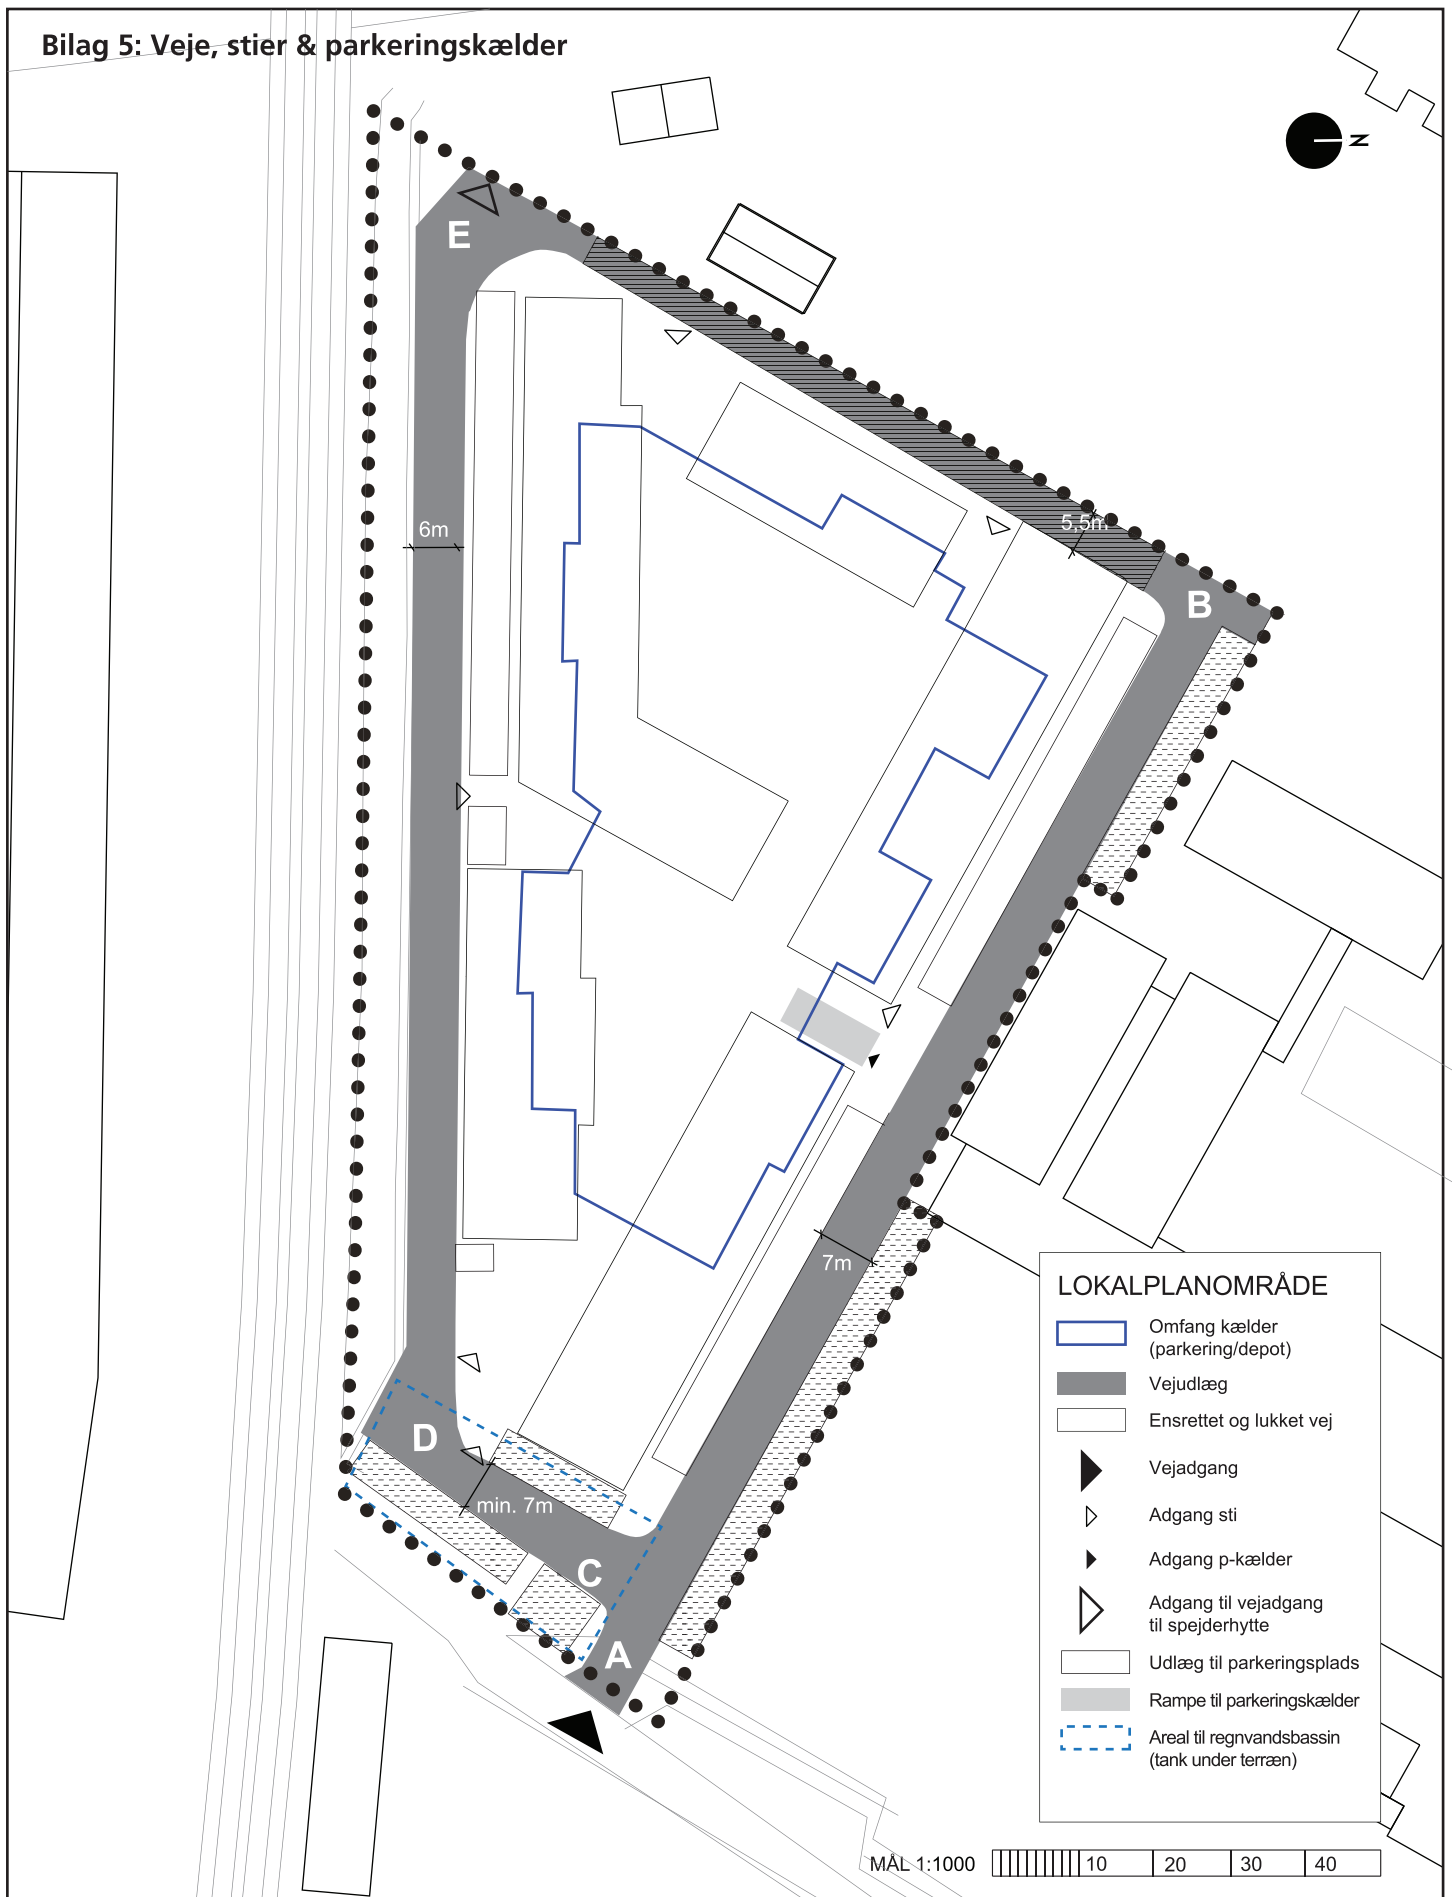 Bilag 5: Veje, stier & parkeringskælder
N
E
6m
5,5m
B
7m
D
min. 7m
C
A
LOKALPLANOMRÅDE
Omfang kælder
(parkering/depot)
Vejudlæg
Ensrettet og lukket vej
Vejadgang
Adgang sti
Adgang p-kælder
Adgang til vejadgang
til spejderhytte
Udlæg til parkeringsplads
Rampe til parkeringskælder
Areal til regnvandsbassin
(tank under terræn)
MÅL 1:1000 10 20 30 40